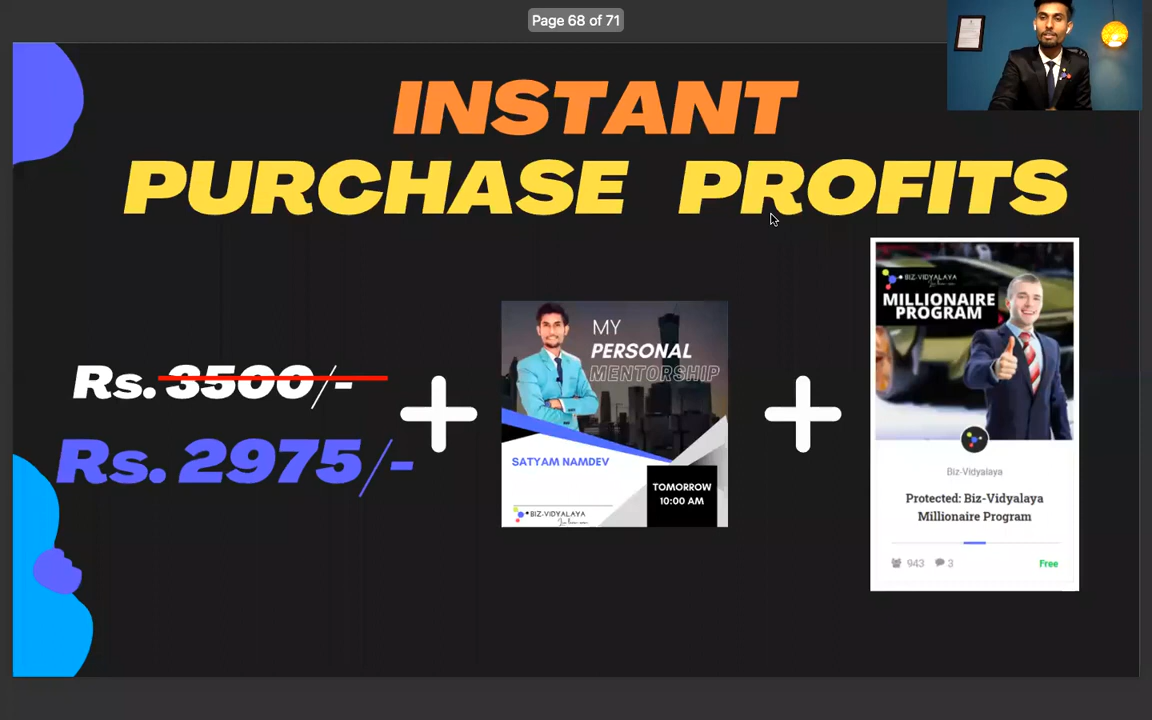 Page 68 of 71
INSTANT
PURCHASE PROFITS
Rs. 3500/-
Rs. 2975/-
MY
PERSONAL
MENTORSHIP
SATYAM NAMDEV
TOMORROW
10:00 AM
BIZ-VIDYALAYA
BIZ-VIDYALAYA
MILLIONAIRE
PROGRAM
Biz-Vidyalaya
Protected: Biz-Vidyalaya
Millionaire Program
943 3 Free